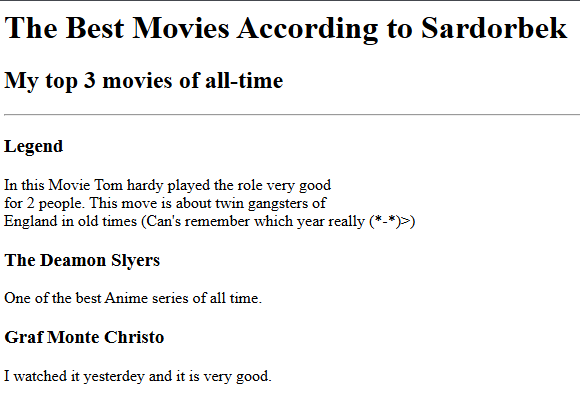 The Best Movies According to Sardorbek
My top 3 movies of all-time
Legend
In this Movie Tom hardy played the role very good
for 2 people. This move is about twin gangsters of
England in old times (Can's remember which year really (*-*)>)
The Deamon Slyers
One of the best Anime series of all time.
Graf Monte Christo
I watched it yesterdey and it is very good.